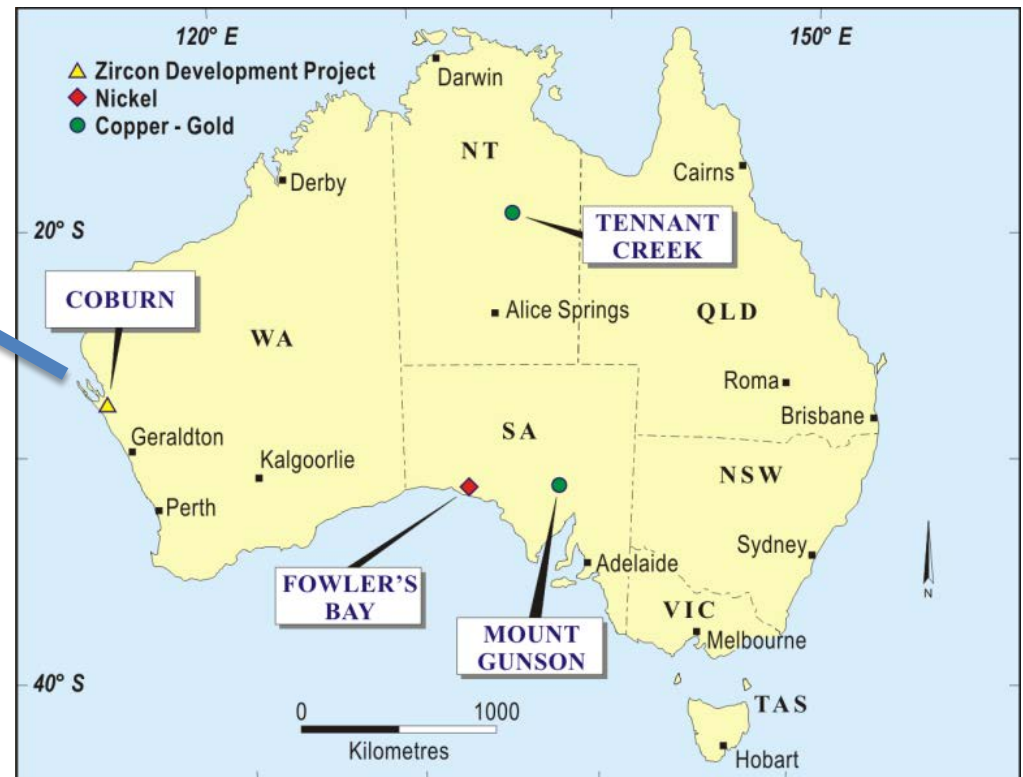 120° E
150° E
Zircon Development Project
Nickel
Copper - Gold
Darwin
NT
Cairns
Derby
20° S
TENNANT
CREEK
COBURN
Alice Springs
QLD
WA
Roma
Brisbane
SA
Geraldton
Kalgoorlie
NSW
Perth
Sydney
Adelaide
FOWLER'S
BAY
N
VIC
MOUNT
GUNSON
Melbourne
40° S
0 1000
Kilometres
TAS
Hobart